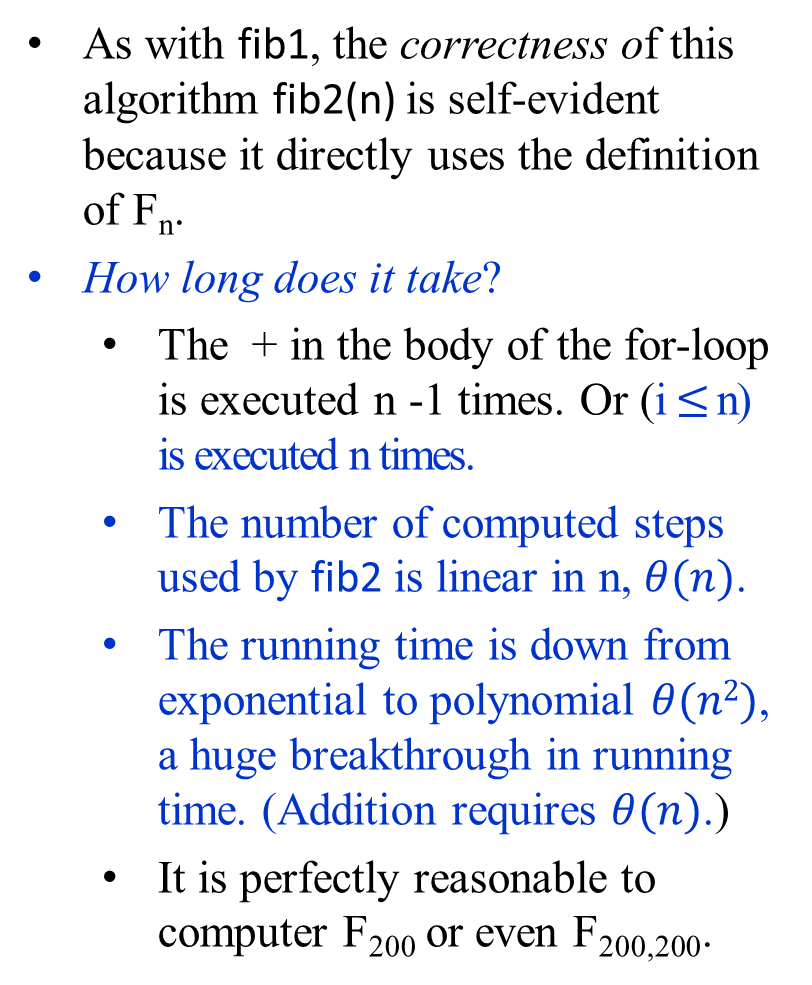 • As with fib1, the correctness of this
algorithm fib2(n) is self-evident
because it directly uses the definition
of Fₙ.
• How long does it take?
• The + in the body of the for-loop
is executed n -1 times. Or (i ≤ n)
is executed n times.
• The number of computed steps
used by fib2 is linear in n, θ(n).
• The running time is down from
exponential to polynomial θ(n²),
a huge breakthrough in running
time. (Addition requires θ(n).)
• It is perfectly reasonable to
computer F₂₀₀ or even F₂₀₀,₂₀₀.